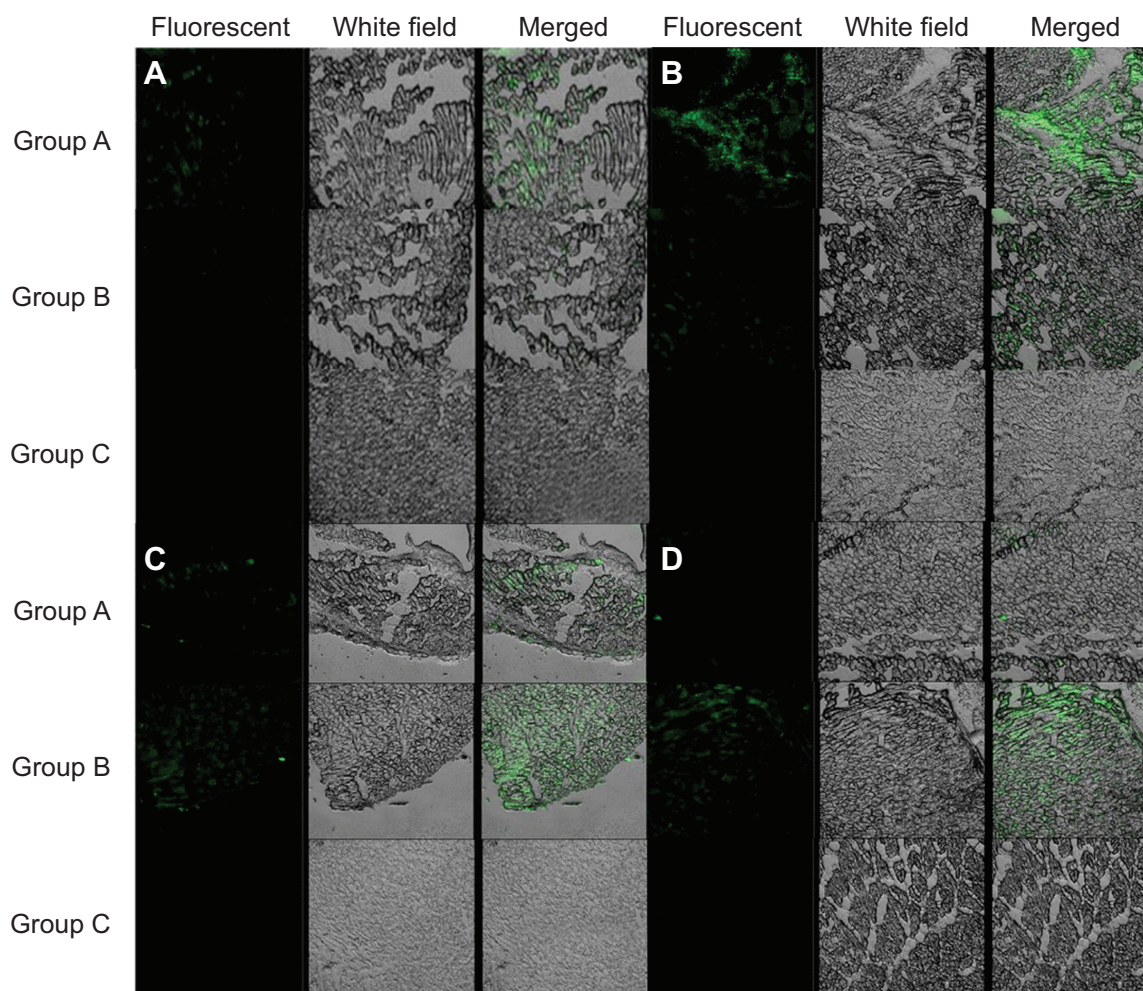 Fluorescent White field Merged Fluorescent White field Merged
A B
Group A
Group B
Group C
C D
Group A
Group B
Group C